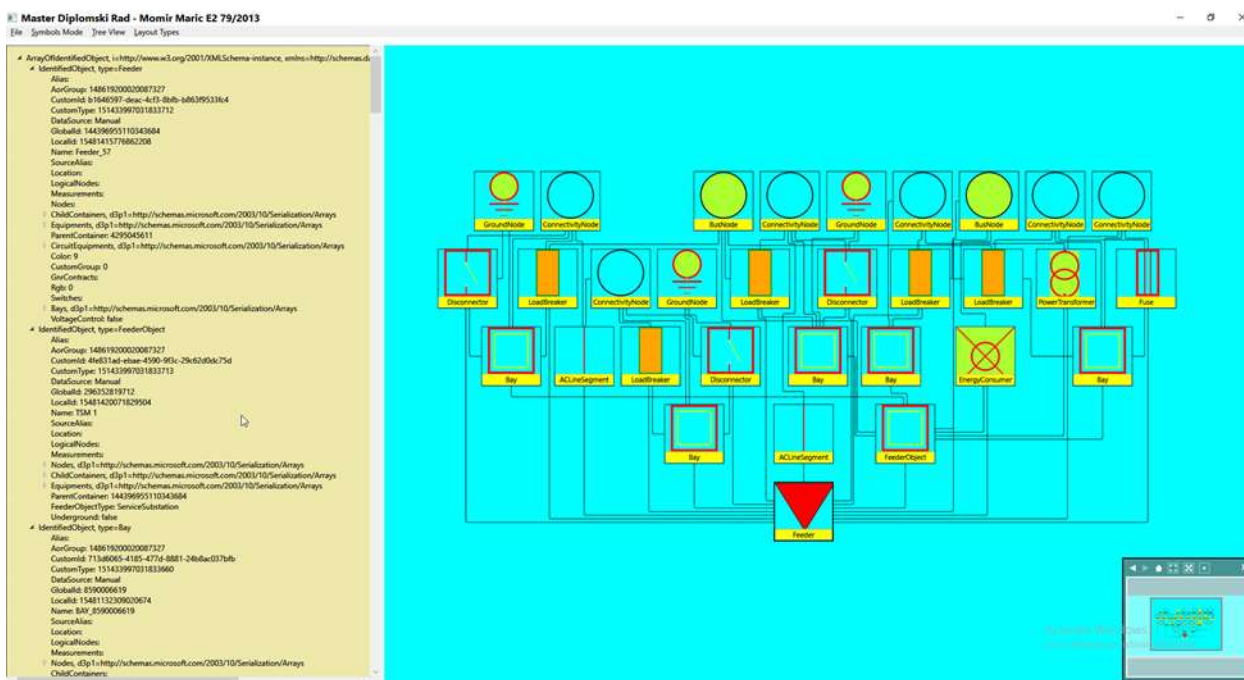 Master Diplomski Rad - Momir Maric E2 79/2013
File Symbols Mode Tree View Layout Types
ArrayOfIdentifiedObject, i=http://www.w3.org/2001/XMLSchema-instance, xmlns=http://schemas.d
IdentifiedObject, type=Feeder
Alias:
AorGroup: 148619200020087327
CustomId: b1646597-deac-4cf3-8bfb-b863f9533fc4
CustomType: 151433997031833712
DataSource: Manual
GlobalId: 144396955110343684
LocalId: 15481415776862208
Name: Feeder_57
SourceAlias:
Location:
LogicalNodes:
Measurements:
Nodes:
ChildContainers, d3p1=http://schemas.microsoft.com/2003/10/Serialization/Arrays
Equipments, d3p1=http://schemas.microsoft.com/2003/10/Serialization/Arrays
ParentContainer: 4295045611
CircuitEquipments, d3p1=http://schemas.microsoft.com/2003/10/Serialization/Arrays
Color: 9
CustomGroup: 0
GivrContracts:
Rgb: 0
Switches:
Bays, d3p1=http://schemas.microsoft.com/2003/10/Serialization/Arrays
VoltageControl: false
IdentifiedObject, type=FeederObject
Alias:
AorGroup: 148619200020087327
CustomId: 4fe831ad-ebae-4590-9f3c-29c62d0dc75d
CustomType: 151433997031833713
DataSource: Manual
GlobalId: 296352819712
LocalId: 15481420071829504
Name: TSM 1
SourceAlias:
Location:
LogicalNodes:
Measurements:
Nodes, d3p1=http://schemas.microsoft.com/2003/10/Serialization/Arrays
ChildContainers, d3p1=http://schemas.microsoft.com/2003/10/Serialization/Arrays
Equipments, d3p1=http://schemas.microsoft.com/2003/10/Serialization/Arrays
ParentContainer: 144396955110343684
FeederObjectType: ServiceSubstation
Underground: false
IdentifiedObject, type=Bay
Alias:
AorGroup: 148619200020087327
CustomId: 713d6065-4185-477d-8881-24b8ac037bfb
CustomType: 151433997031833660
DataSource: Manual
GlobalId: 8590006619
LocalId: 15481132309020674
Name: BAY_8590006619
SourceAlias:
Location:
LogicalNodes:
Measurements:
Nodes, d3p1=http://schemas.microsoft.com/2003/10/Serialization/Arrays
ChildContainers:
GroundNode ConnectivityNode BusNode ConnectivityNode GroundNode ConnectivityNode BusNode ConnectivityNode ConnectivityNode
Disconnector LoadBreaker ConnectivityNode GroundNode LoadBreaker Disconnector LoadBreaker LoadBreaker PowerTransformer Fuse
Bay ACLineSegment LoadBreaker Disconnector Bay Bay EnergyConsumer Bay
Bay ACLineSegment FeederObject
Feeder